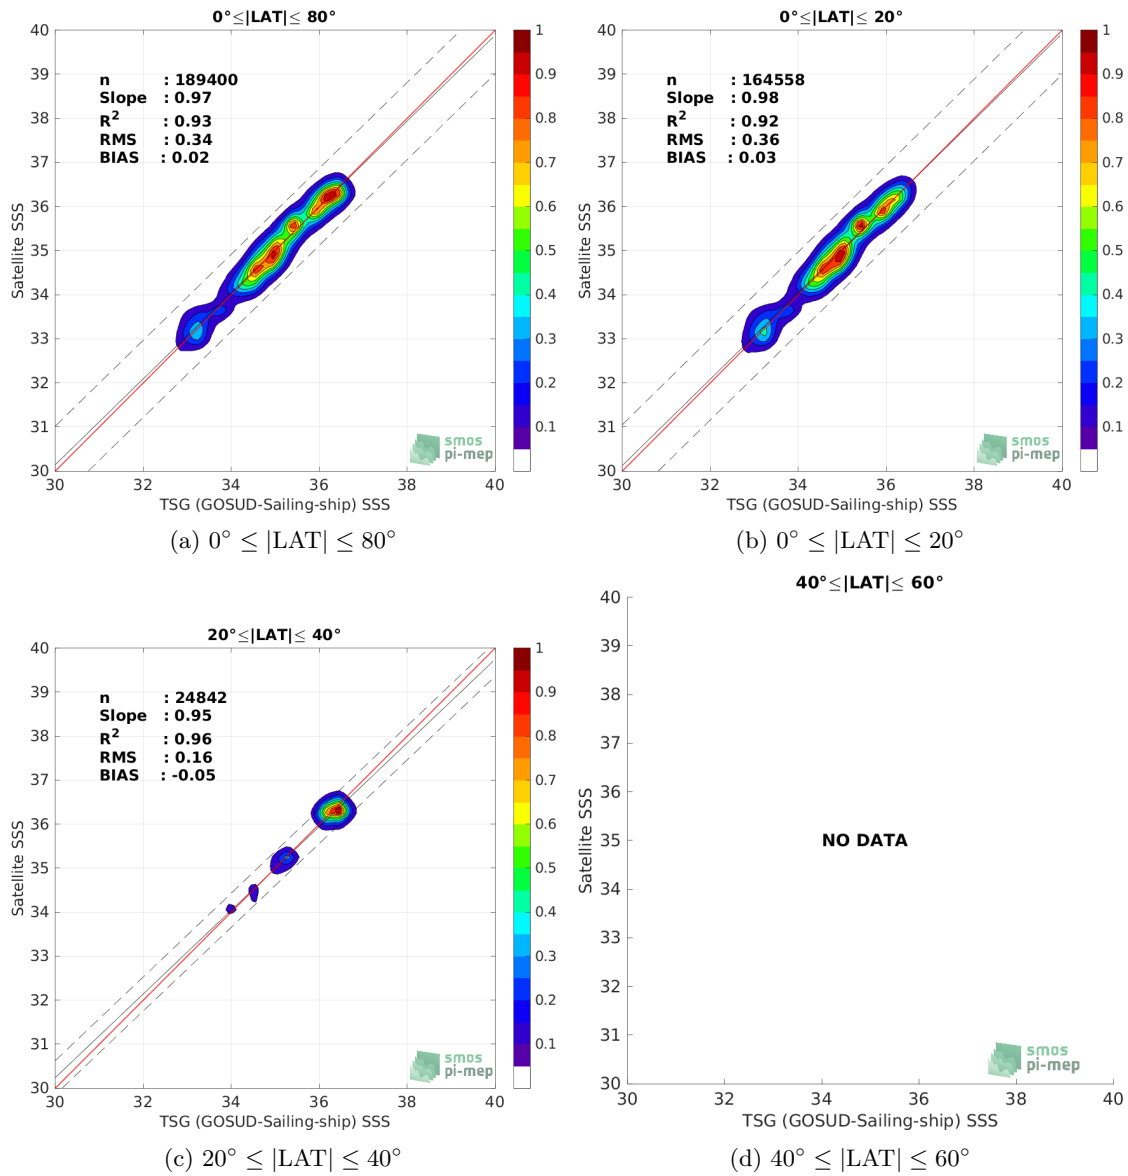 0°≤|LAT|≤ 80°
40
39
38
37
36
35
34
33
32
31
30
Satellite SSS
n : 189400
Slope : 0.97
R² : 0.93
RMS : 0.34
BIAS : 0.02
1
0.9
0.8
0.7
0.6
0.5
0.4
0.3
0.2
0.1
smos
pi-mep
30 32 34 36 38 40
TSG (GOSUD-Sailing-ship) SSS
(a) 0° ≤ |LAT| ≤ 80°
0°≤|LAT|≤ 20°
40
39
38
37
36
35
34
33
32
31
30
Satellite SSS
n : 164558
Slope : 0.98
R² : 0.92
RMS : 0.36
BIAS : 0.03
1
0.9
0.8
0.7
0.6
0.5
0.4
0.3
0.2
0.1
smos
pi-mep
30 32 34 36 38 40
TSG (GOSUD-Sailing-ship) SSS
(b) 0° ≤ |LAT| ≤ 20°
20°≤|LAT|≤ 40°
40
39
38
37
36
35
34
33
32
31
30
Satellite SSS
n : 24842
Slope : 0.95
R² : 0.96
RMS : 0.16
BIAS : -0.05
1
0.9
0.8
0.7
0.6
0.5
0.4
0.3
0.2
0.1
smos
pi-mep
30 32 34 36 38 40
TSG (GOSUD-Sailing-ship) SSS
(c) 20° ≤ |LAT| ≤ 40°
40°≤|LAT|≤ 60°
40
39
38
37
36
35
34
33
32
31
30
Satellite SSS
NO DATA
smos
pi-mep
30 32 34 36 38 40
TSG (GOSUD-Sailing-ship) SSS
(d) 40° ≤ |LAT| ≤ 60°